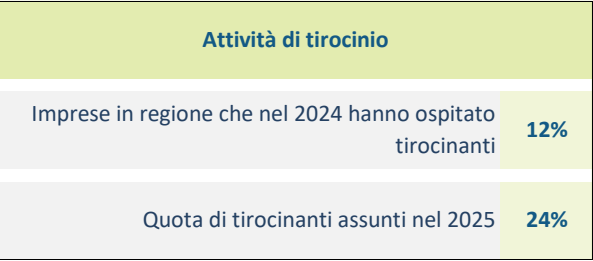 Attività di tirocinio
Imprese in regione che nel 2024 hanno ospitato
tirocinanti
12%
Quota di tirocinanti assunti nel 2025
24%